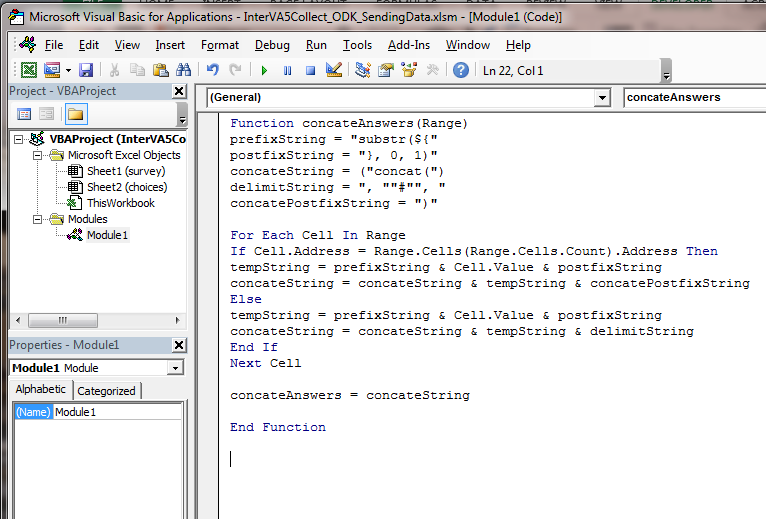 Microsoft Visual Basic for Applications - InterVA5Collect_ODK_SendingData.xlsm - [Module1 (Code)]
File Edit View Insert Format Debug Run Tools Add-Ins Window Help
Ln 22, Col 1
Project - VBAProject
VBAProject (InterVA5Co
Microsoft Excel Objects
Sheet1 (survey)
Sheet2 (choices)
ThisWorkbook
Modules
Module1
Properties - Module1
Module1 Module
Alphabetic Categorized
(Name) Module1
(General) concateAnswers
Function concateAnswers(Range)
prefixString = "substr(${"
postfixString = "}, 0, 1)"
concateString = ("concat(")
delimitString = ", ""#"", "
concatePostfixString = ")"
For Each Cell In Range
If Cell.Address = Range.Cells(Range.Cells.Count).Address Then
tempString = prefixString & Cell.Value & postfixString
concateString = concateString & tempString & concatePostfixString
Else
tempString = prefixString & Cell.Value & postfixString
concateString = concateString & tempString & delimitString
End If
Next Cell
concateAnswers = concateString
End Function